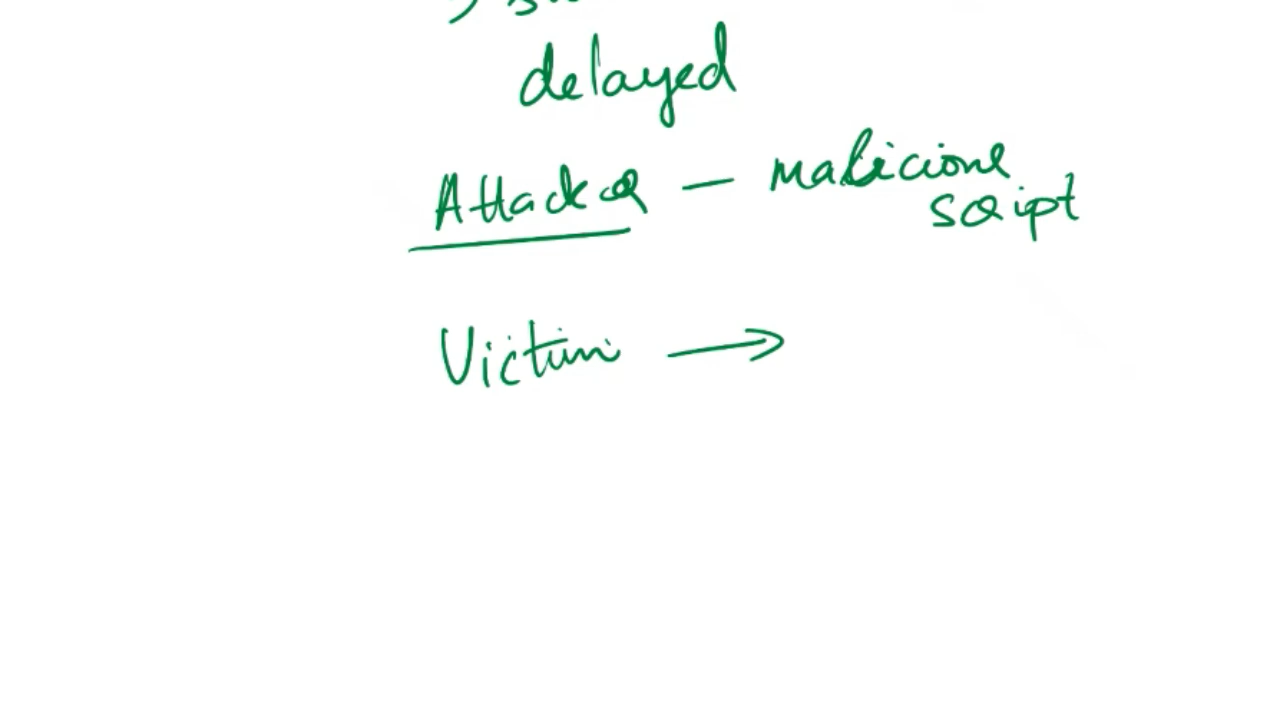 delayed
Attacker — malicious
script
Victim →